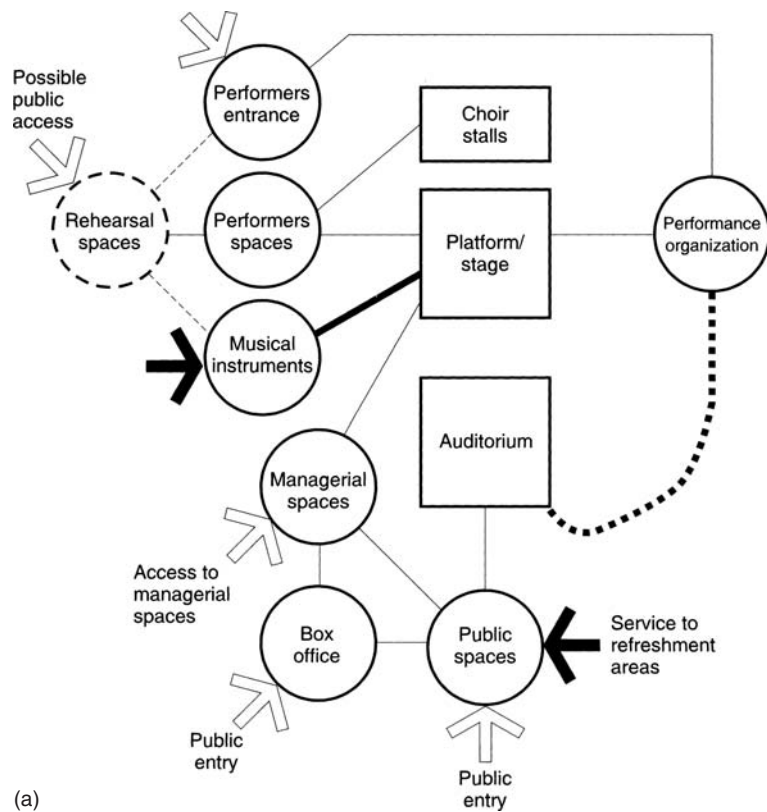 Possible
public
access
Performers
entrance
Choir
stalls
Rehearsal
spaces
Performers
spaces
Platform/
stage
Performance
organization
Musical
instruments
Auditorium
Managerial
spaces
Access to
managerial
spaces
Box
office
Public
spaces
Service to
refreshment
areas
Public
entry
Public
entry
(a)